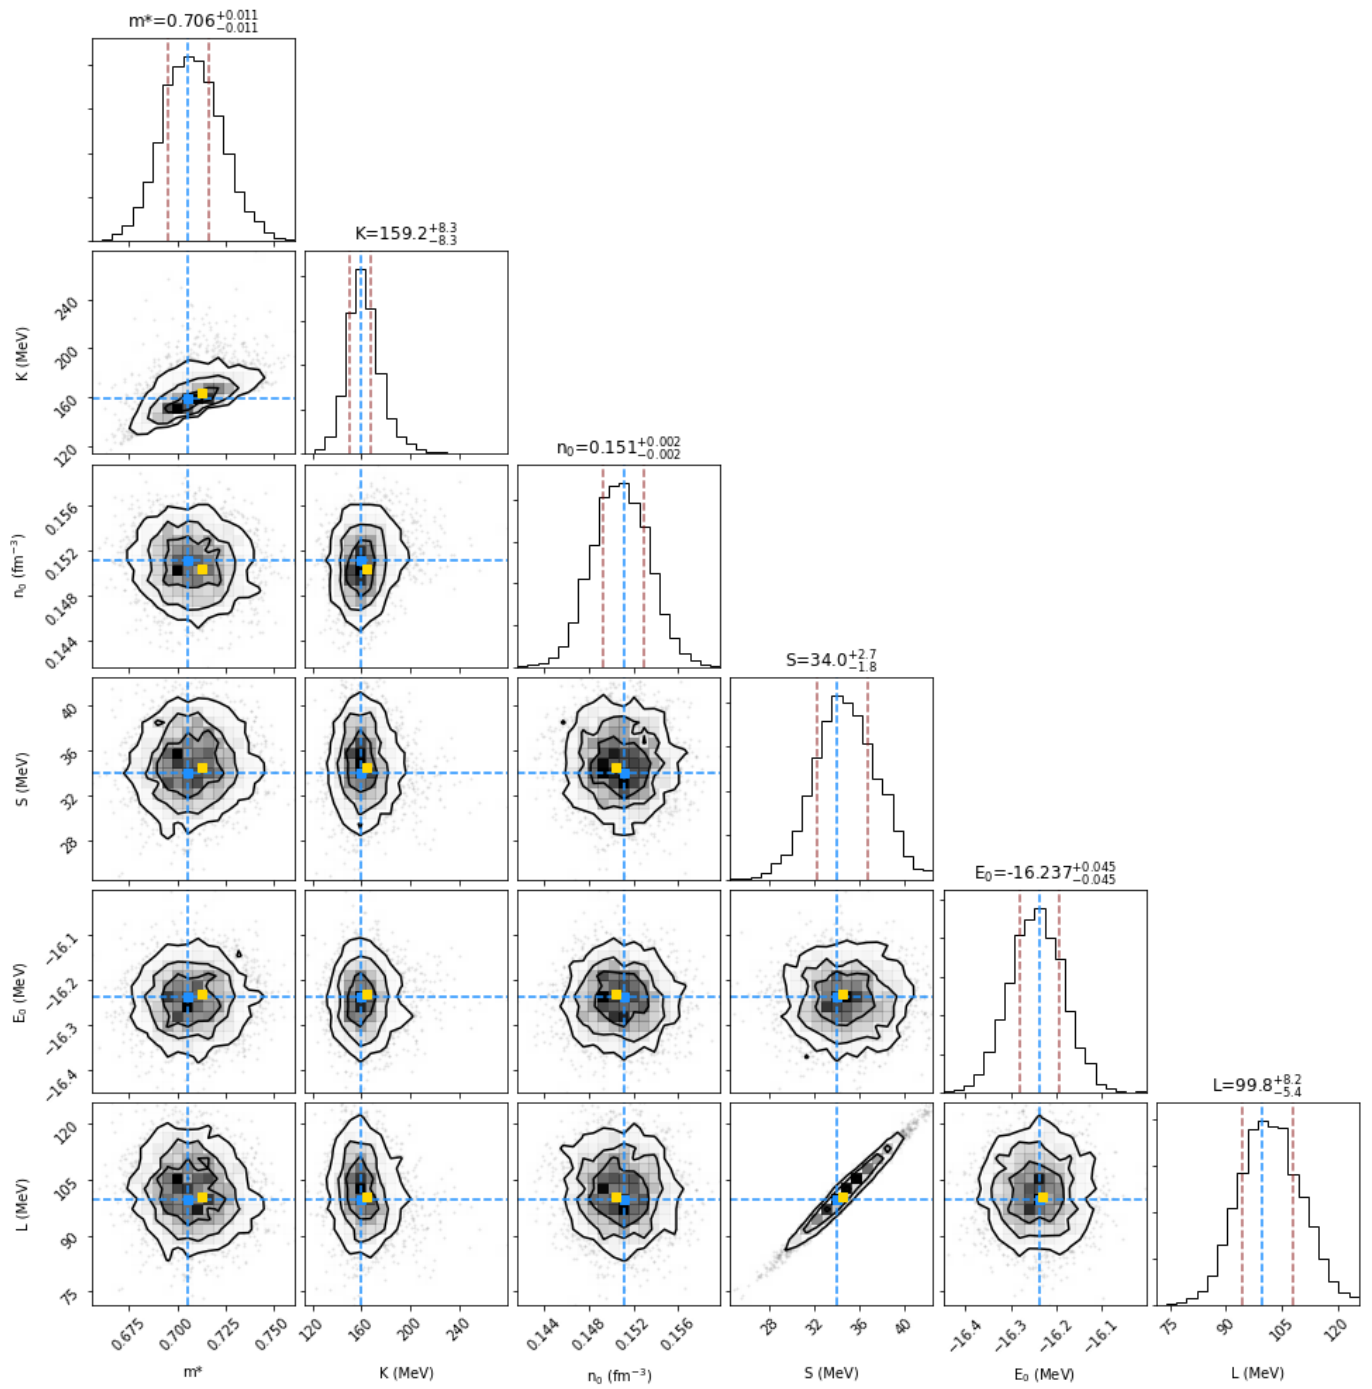 m*=0.706+0.011−0.011
K=159.2+8.3−8.3
240
200
160
120
K (MeV)
n₀=0.151+0.002−0.002
0.156
0.152
0.148
0.144
n₀ (fm⁻³)
S=34.0+2.7−1.8
40
36
32
28
S (MeV)
E₀=-16.237+0.045−0.045
−16.1
−16.2
−16.3
−16.4
E₀ (MeV)
L=99.8+8.2−5.4
120
105
90
75
L (MeV)
0.675 0.700 0.725 0.750
m*
120 160 200 240
K (MeV)
0.144 0.148 0.152 0.156
n₀ (fm⁻³)
28 32 36 40
S (MeV)
−16.4 −16.3 −16.2 −16.1
E₀ (MeV)
75 90 105 120
L (MeV)